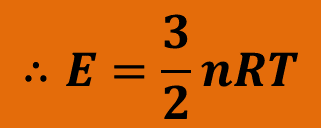 ∴ E = 3/2 nRT